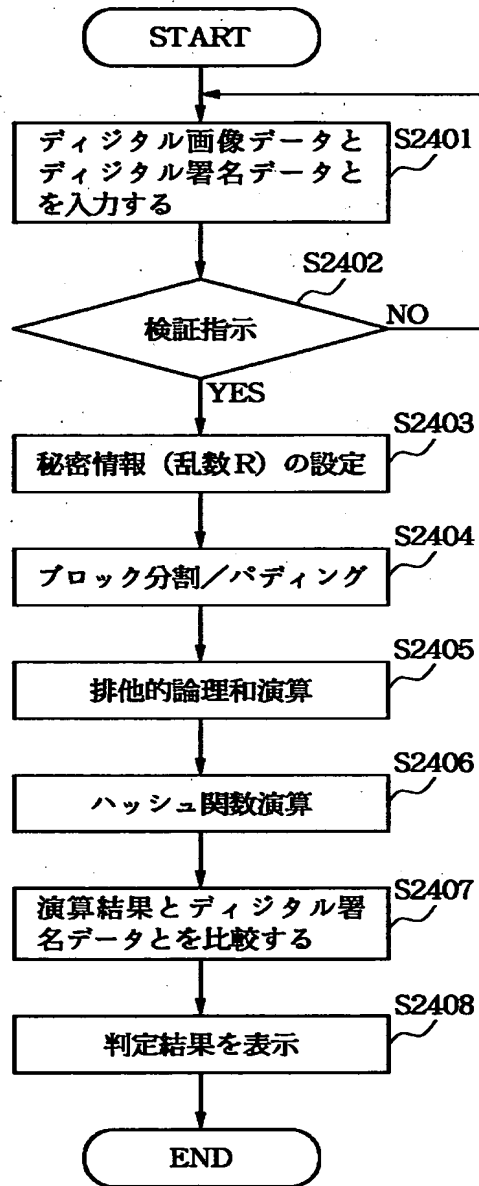 START
S2401
ディジタル画像データと
ディジタル署名データと
を入力する
S2402
検証指示
NO
YES
S2403
秘密情報（乱数R）の設定
S2404
ブロック分割／パディング
S2405
排他的論理和演算
S2406
ハッシュ関数演算
S2407
演算結果とディジタル署
名データとを比較する
S2408
判定結果を表示
END